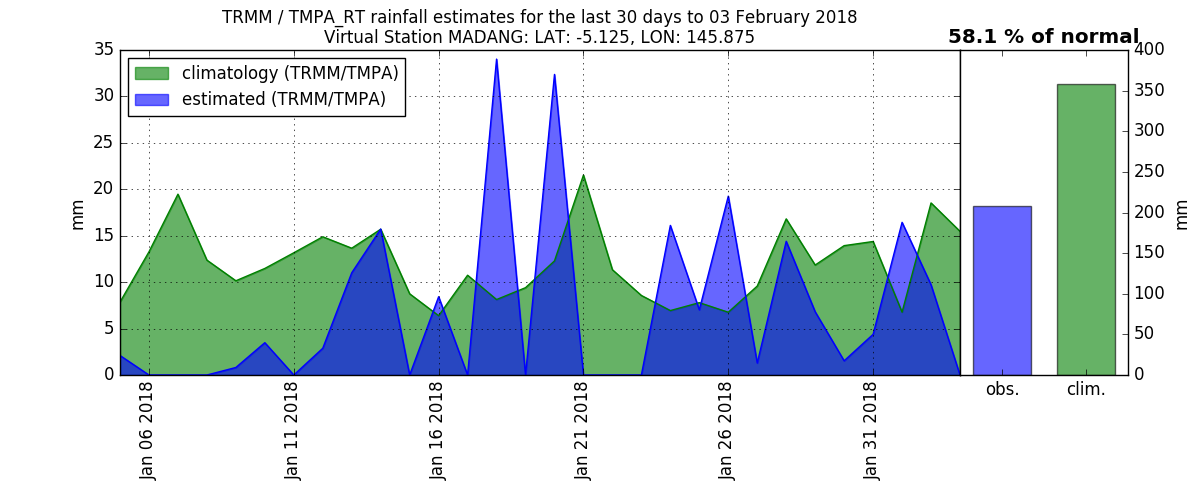 TRMM / TMPA_RT rainfall estimates for the last 30 days to 03 February 2018
Virtual Station MADANG: LAT: -5.125, LON: 145.875
58.1 % of normal
climatology (TRMM/TMPA)
estimated (TRMM/TMPA)
mm
35
30
25
20
15
10
5
0
Jan 06 2018
Jan 11 2018
Jan 16 2018
Jan 21 2018
Jan 26 2018
Jan 31 2018
obs.
clim.
400
350
300
250
200
150
100
50
0
mm